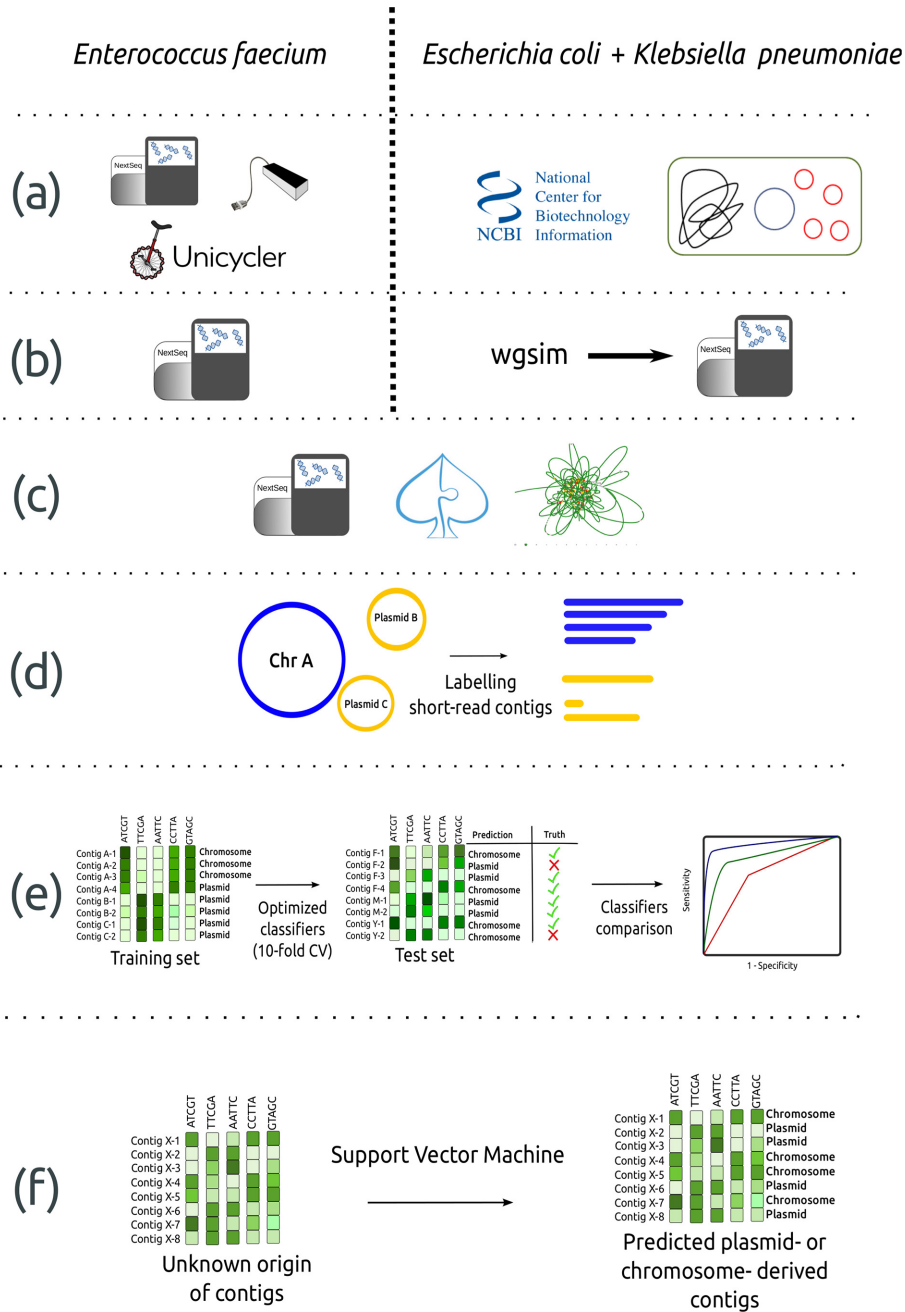 Enterococcus faecium
Escherichia coli + Klebsiella pneumoniae
(a)
NextSeq
Unicycler
NCBI
National
Center for
Biotechnology
Information
(b)
NextSeq
wgsim
NextSeq
(c)
NextSeq
(d)
Chr A
Plasmid B
Plasmid C
Labelling
short-read contigs
(e)
ATCGT TTCGA AATTC CCTTA GTAGC
Contig A-1 Chromosome
Contig A-2 Chromosome
Contig A-3 Chromosome
Contig A-4 Plasmid
Contig B-1 Plasmid
Contig B-2 Plasmid
Contig C-1 Plasmid
Contig C-2 Plasmid
Training set
Optimized
classifiers
(10-fold CV)
ATCGT TTCGA AATTC CCTTA GTAGC
Prediction Truth
Contig F-1 Chromosome
Contig F-2 Plasmid
Contig F-3 Plasmid
Contig F-4 Chromosome
Contig M-1 Plasmid
Contig M-2 Plasmid
Contig Y-1 Chromosome
Contig Y-2 Chromosome
Test set
Classifiers
comparison
Sensitivity
1 - Specificity
(f)
ATCGT TTCGA AATTC CCTTA GTAGC
Contig X-1
Contig X-2
Contig X-3
Contig X-4
Contig X-5
Contig X-6
Contig X-7
Contig X-8
Unknown origin
of contigs
Support Vector Machine
ATCGT TTCGA AATTC CCTTA GTAGC
Contig X-1 Chromosome
Contig X-2 Plasmid
Contig X-3 Plasmid
Contig X-4 Chromosome
Contig X-5 Chromosome
Contig X-6 Plasmid
Contig X-7 Chromosome
Contig X-8 Plasmid
Predicted plasmid- or
chromosome- derived
contigs